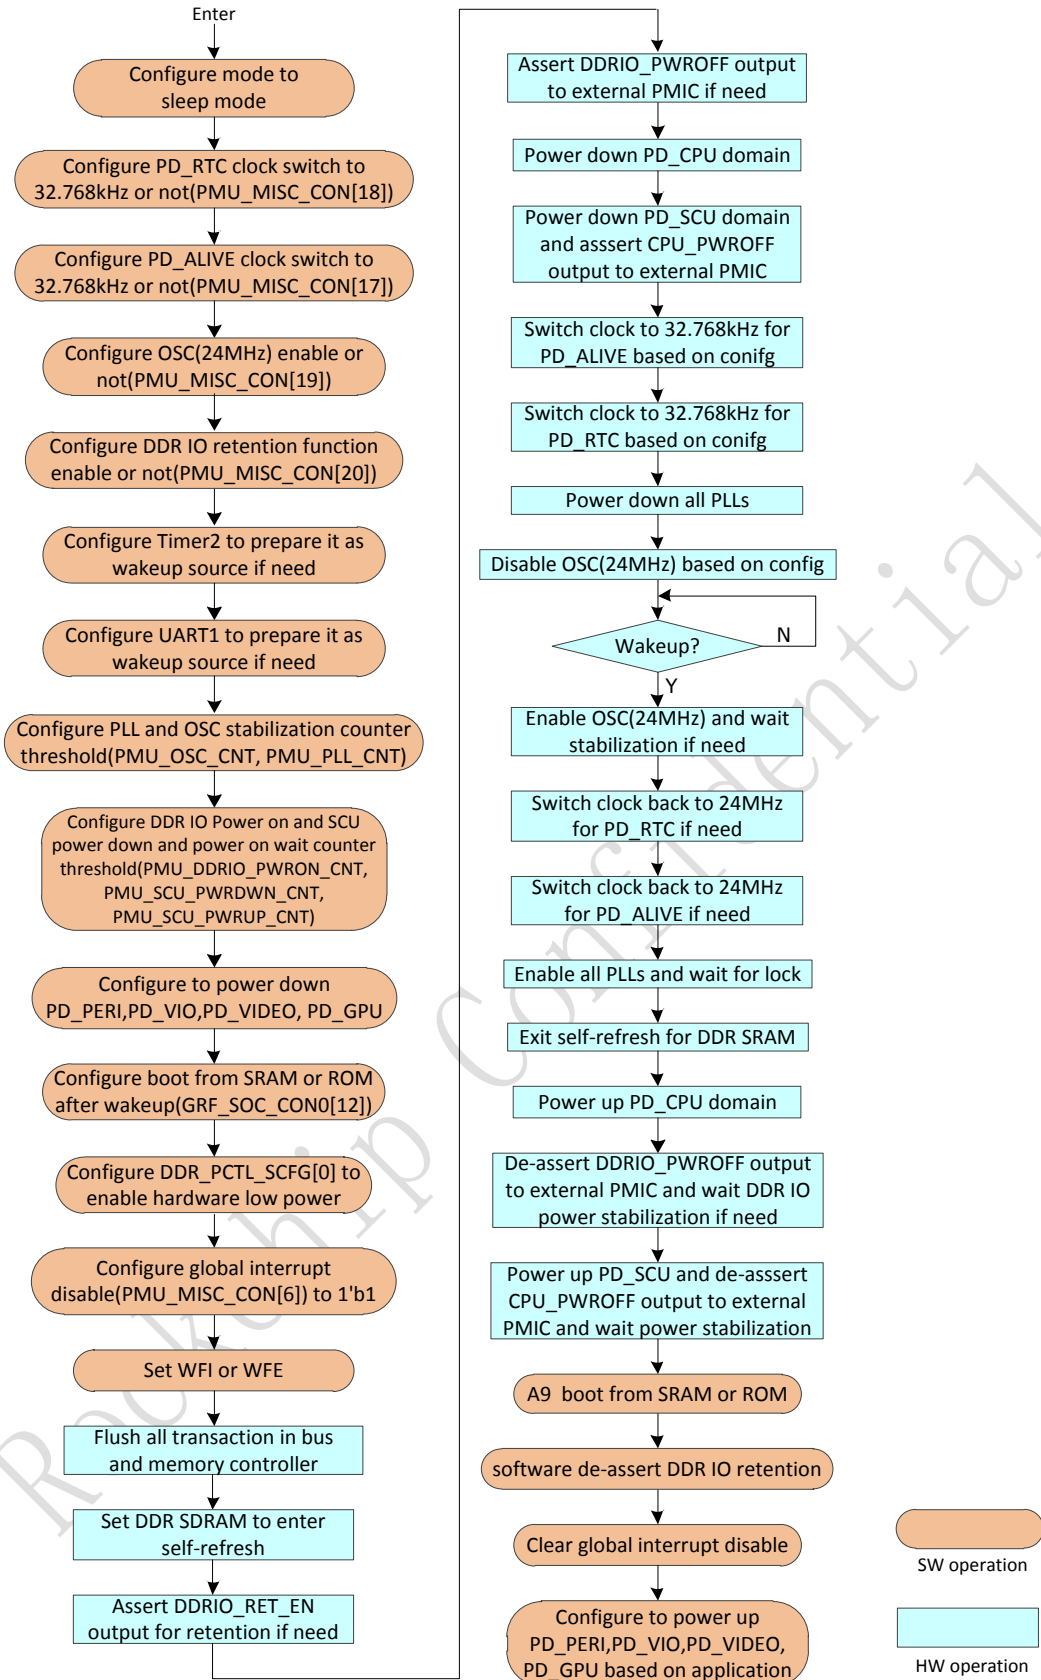 Enter
Configure mode to
sleep mode
Configure PD_RTC clock switch to
32.768kHz or not(PMU_MISC_CON[18])
Configure PD_ALIVE clock switch to
32.768kHz or not(PMU_MISC_CON[17])
Configure OSC(24MHz) enable or
not(PMU_MISC_CON[19])
Configure DDR IO retention function
enable or not(PMU_MISC_CON[20])
Configure Timer2 to prepare it as
wakeup source if need
Configure UART1 to prepare it as
wakeup source if need
Configure PLL and OSC stabilization counter
threshold(PMU_OSC_CNT, PMU_PLL_CNT)
Configure DDR IO Power on and SCU
power down and power on wait counter
threshold(PMU_DDRIO_PWRON_CNT,
PMU_SCU_PWRDWN_CNT,
PMU_SCU_PWRUP_CNT)
Configure to power down
PD_PERI,PD_VIO,PD_VIDEO, PD_GPU
Configure boot from SRAM or ROM
after wakeup(GRF_SOC_CON0[12])
Configure DDR_PCTL_SCFG[0] to
enable hardware low power
Configure global interrupt
disable(PMU_MISC_CON[6]) to 1'b1
Set WFI or WFE
Flush all transaction in bus
and memory controller
Set DDR SDRAM to enter
self-refresh
Assert DDRIO_RET_EN
output for retention if need
Assert DDRIO_PWROFF output
to external PMIC if need
Power down PD_CPU domain
Power down PD_SCU domain
and asssert CPU_PWROFF
output to external PMIC
Switch clock to 32.768kHz for
PD_ALIVE based on conifg
Switch clock to 32.768kHz for
PD_RTC based on conifg
Power down all PLLs
Disable OSC(24MHz) based on config
Wakeup?
N
Y
Enable OSC(24MHz) and wait
stabilization if need
Switch clock back to 24MHz
for PD_RTC if need
Switch clock back to 24MHz
for PD_ALIVE if need
Enable all PLLs and wait for lock
Exit self-refresh for DDR SRAM
Power up PD_CPU domain
De-assert DDRIO_PWROFF output
to external PMIC and wait DDR IO
power stabilization if need
Power up PD_SCU and de-asssert
CPU_PWROFF output to external
PMIC and wait power stabilization
A9 boot from SRAM or ROM
software de-assert DDR IO retention
Clear global interrupt disable
Configure to power up
PD_PERI,PD_VIO,PD_VIDEO,
PD_GPU based on application
SW operation
HW operation
Rockchip Confidential